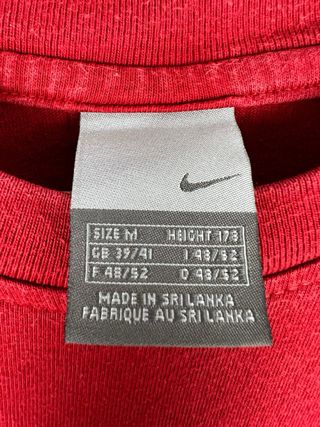 SIZE M HEIGHT 173
GB 39/41 I 48/52
F 48/52 D 48/52
MADE IN SRI LANKA
FABRIQUE AU SRI LANKA